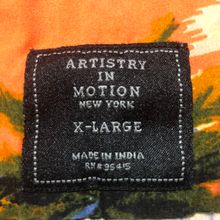 ARTISTRY
IN
MOTION
NEW YORK
X-LARGE
MADE IN INDIA
RN# 95415